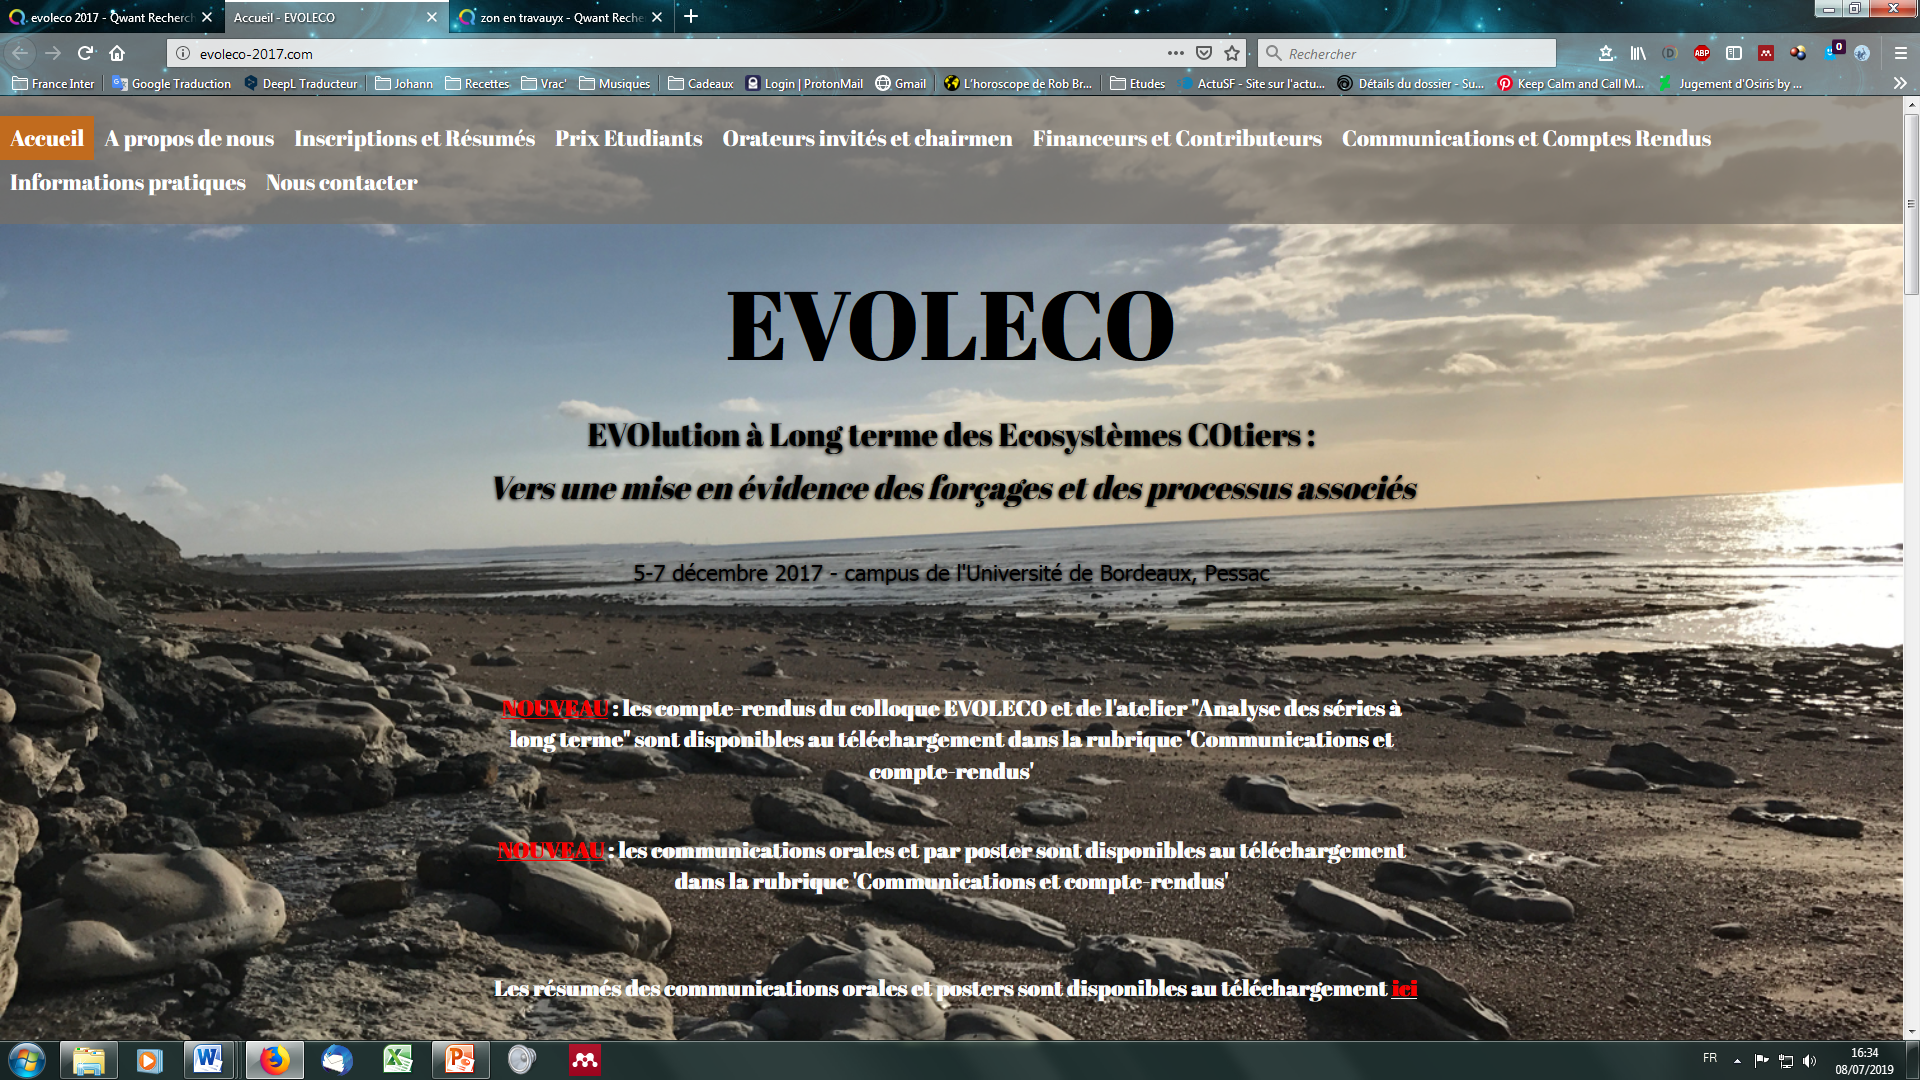 evoleco 2017 - Qwant Recherch
Accueil - EVOLECO
zon en travauyx - Qwant Reche
evoleco-2017.com
Rechercher
ABP
0
France Inter
Google Traduction
DeepL Traducteur
Johann
Recettes
Vrac'
Musiques
Cadeaux
Login | ProtonMail
Gmail
L'horoscope de Rob Br...
Etudes
ActuSF - Site sur l'actu...
Détails du dossier - Su...
Keep Calm and Call M...
Jugement d'Osiris by ...
Accueil
A propos de nous
Inscriptions et Résumés
Prix Etudiants
Orateurs invités et chairmen
Financeurs et Contributeurs
Communications et Comptes Rendus
Informations pratiques
Nous contacter
EVOLECO
EVOlution à Long terme des Ecosystèmes COtiers :
Vers une mise en évidence des forçages et des processus associés
5-7 décembre 2017 - campus de l'Université de Bordeaux, Pessac
NOUVEAU : les compte-rendus du colloque EVOLECO et de l'atelier "Analyse des séries à
long terme" sont disponibles au téléchargement dans la rubrique 'Communications et
compte-rendus'
NOUVEAU : les communications orales et par poster sont disponibles au téléchargement
dans la rubrique 'Communications et compte-rendus'
Les résumés des communications orales et posters sont disponibles au téléchargement ici
FR
16:34
08/07/2019